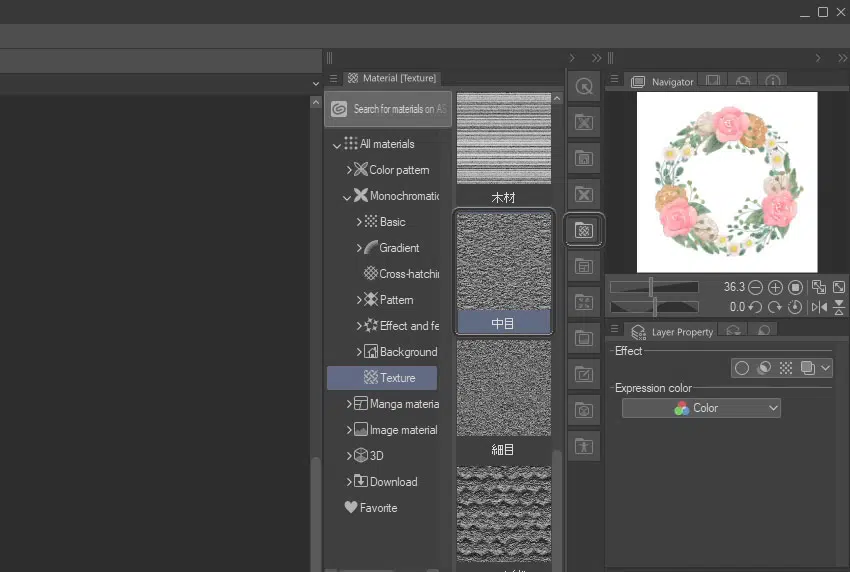 Material [Texture]
Search for materials on AS
All materials
Color pattern
Monochromatic
Basic
Gradient
Cross-hatchin
Pattern
Effect and fe
Background
Texture
Manga materia
Image material
3D
Download
Favorite
木材
中目
細目
Navigator
36.3
0.0
Layer Property
Effect
Expression color
Color